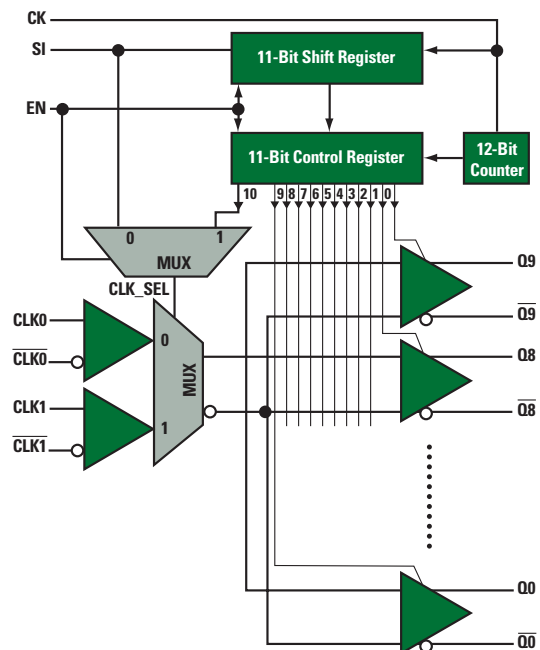 CK
SI
11-Bit Shift Register
EN
11-Bit Control Register
12-Bit
Counter
10 9 8 7 6 5 4 3 2 1 0
0 1
MUX
CLK_SEL
CLK0
CLK0
CLK1
CLK1
0
MUX
1
Q9
Q9
Q8
Q8
Q0
Q0